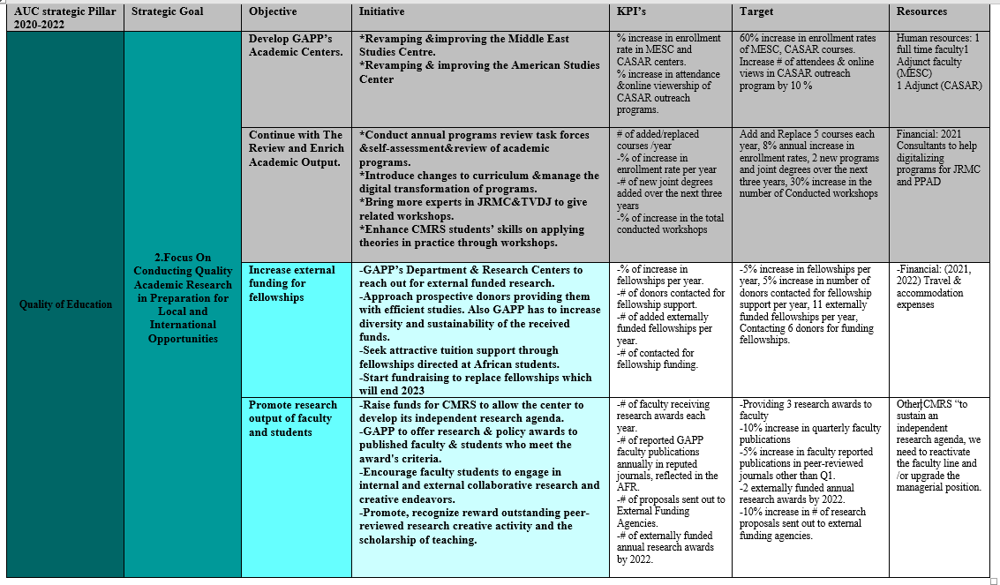 AUC strategic Pillar
2020-2022
Strategic Goal
Objective
Initiative
KPI's
Target
Resources
Quality of Education
2.Focus On
Conducting Quality
Academic Research
in Preparation for
Local and
International
Opportunities
Develop GAPP's
Academic Centers.
*Revamping &improving the Middle East
Studies Centre.
*Revamping & improving the American Studies
Center
% increase in enrollment
rate in MESC and
CASAR centers.
% increase in attendance
&online viewership of
CASAR outreach
programs.
60% increase in enrollment rates
of MESC, CASAR courses.
Increase # of attendees & online
views in CASAR outreach
program by 10 %
Human resources: 1
full time faculty1
Adjunct faculty
(MESC)
1 Adjunct (CASAR)
Continue with The
Review and Enrich
Academic Output.
*Conduct annual programs review task forces
&self-assessment&review of academic
programs.
*Introduce changes to curriculum &manage the
digital transformation of programs.
*Bring more experts in JRMC&TVDJ to give
related workshops.
*Enhance CMRS students' skills on applying
theories in practice through workshops.
# of added/replaced
courses /year
-% of increase in
enrollment rate per year
-# of new joint degrees
added over the next three
years
-% of increase in the total
conducted workshops
Add and Replace 5 courses each
year, 8% annual increase in
enrollment rates, 2 new programs
and joint degrees over the next
three years, 30% increase in the
number of Conducted workshops
Financial: 2021
Consultants to help
digitalizing
programs for JRMC
and PPAD
Increase external
funding for
fellowships
-GAPP's Department & Research Centers to
reach out for external funded research.
-Approach prospective donors providing them
with efficient studies. Also GAPP has to increase
diversity and sustainability of the received
funds.
-Seek attractive tuition support through
fellowships directed at African students.
-Start fundraising to replace fellowships which
will end 2023
-% of increase in
fellowships per year.
-# of donors contacted for
fellowship support.
-# of added externally
funded fellowships per
year.
-# of contacted for
fellowship funding.
-5% increase in fellowships per
year, 5% increase in number of
donors contacted for fellowship
support per year, 11 externally
funded fellowships per year,
Contacting 6 donors for funding
fellowships.
-Financial: (2021,
2022) Travel &
accommodation
expenses
Promote research
output of faculty
and students
-Raise funds for CMRS to allow the center to
develop its independent research agenda.
-GAPP to offer research & policy awards to
published faculty & students who meet the
award's criteria.
-Encourage faculty students to engage in
internal and external collaborative research and
creative endeavors.
-Promote, recognize reward outstanding peer-
reviewed research creative activity and the
scholarship of teaching.
-# of faculty receiving
research awards each
year.
-# of reported GAPP
faculty publications
annually in reputed
journals, reflected in the
AFR.
-# of proposals sent out to
External Funding
Agencies.
-# of externally funded
annual research awards
by 2022.
-Providing 3 research awards to
faculty
-10% increase in quarterly faculty
publications
-5% increase in faculty reported
publications in peer-reviewed
journals other than Q1.
-2 externally funded annual
research awards by 2022.
-10% increase in # of research
proposals sent out to external
funding agencies.
Other:CMRS "to
sustain an
independent
research agenda, we
need to reactivate
the faculty line and
/or upgrade the
managerial position.